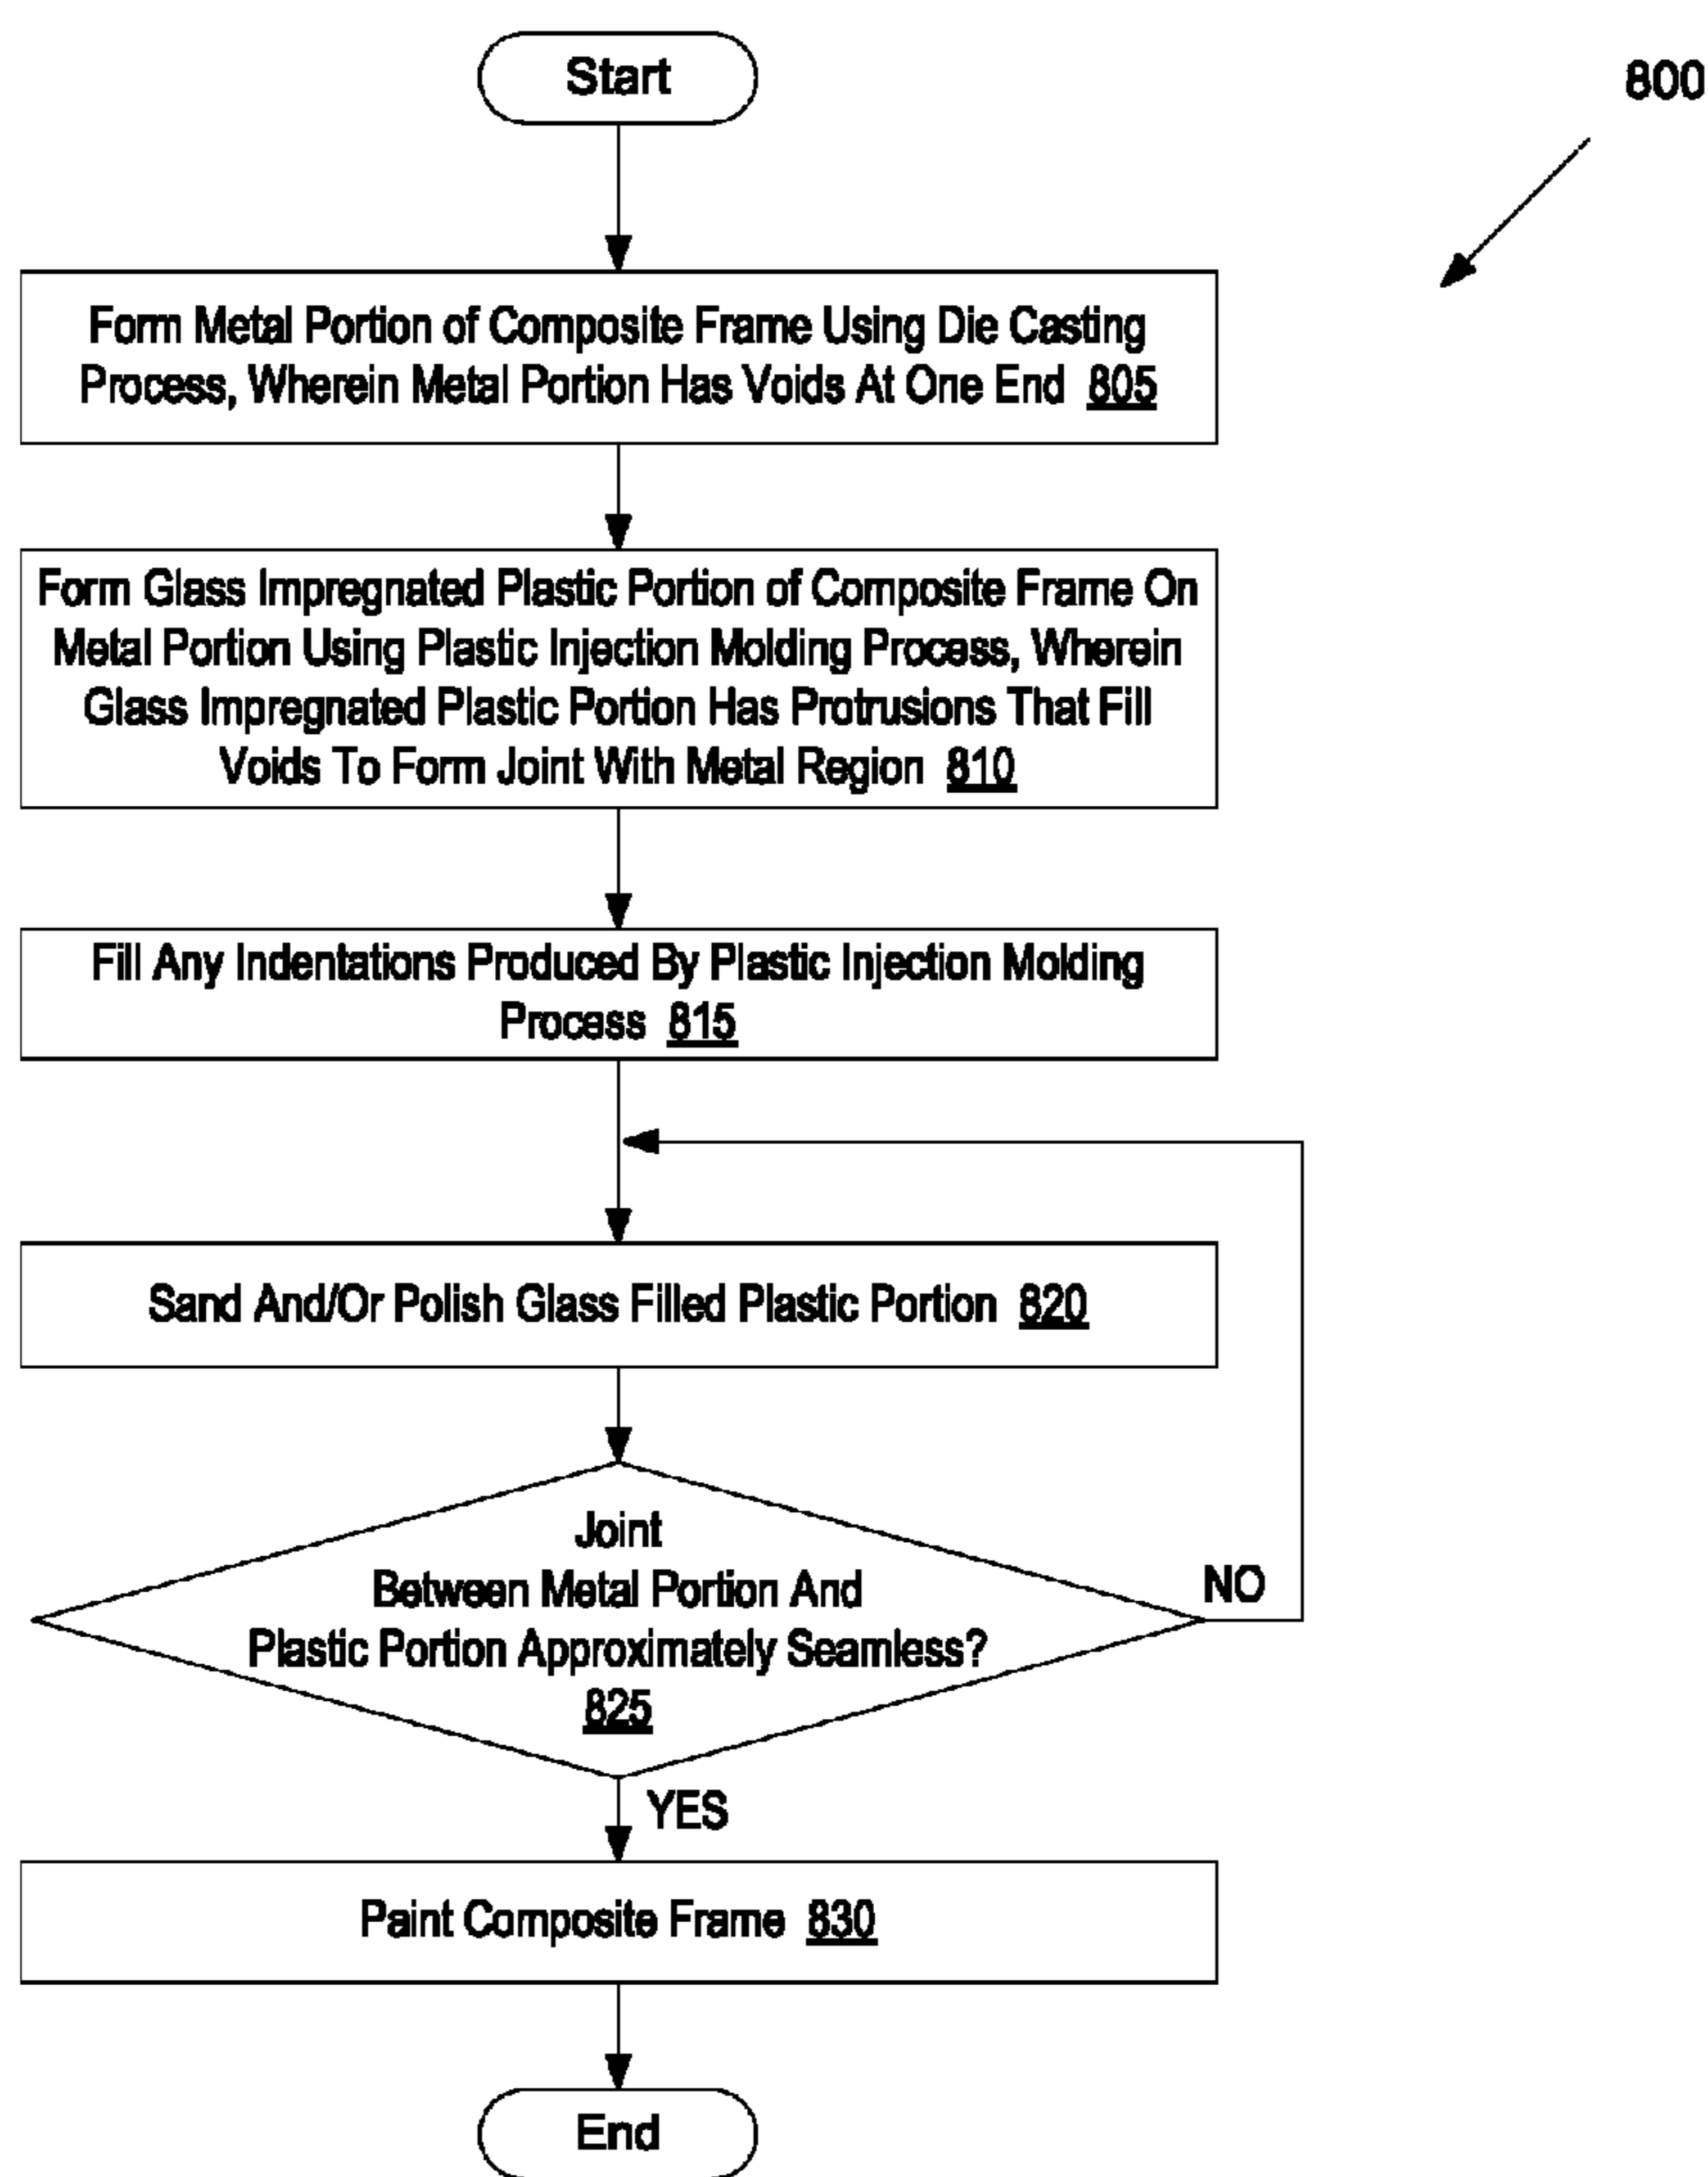 Start
800
Form Metal Portion of Composite Frame Using Die Casting
Process, Wherein Metal Portion Has Voids At One End 805
Form Glass Impregnated Plastic Portion of Composite Frame On
Metal Portion Using Plastic Injection Molding Process, Wherein
Glass Impregnated Plastic Portion Has Protrusions That Fill
Voids To Form Joint With Metal Region 810
Fill Any Indentations Produced By Plastic Injection Molding
Process 815
Sand And/Or Polish Glass Filled Plastic Portion 820
Joint
Between Metal Portion And
Plastic Portion Approximately Seamless?
825
NO
YES
Paint Composite Frame 830
End